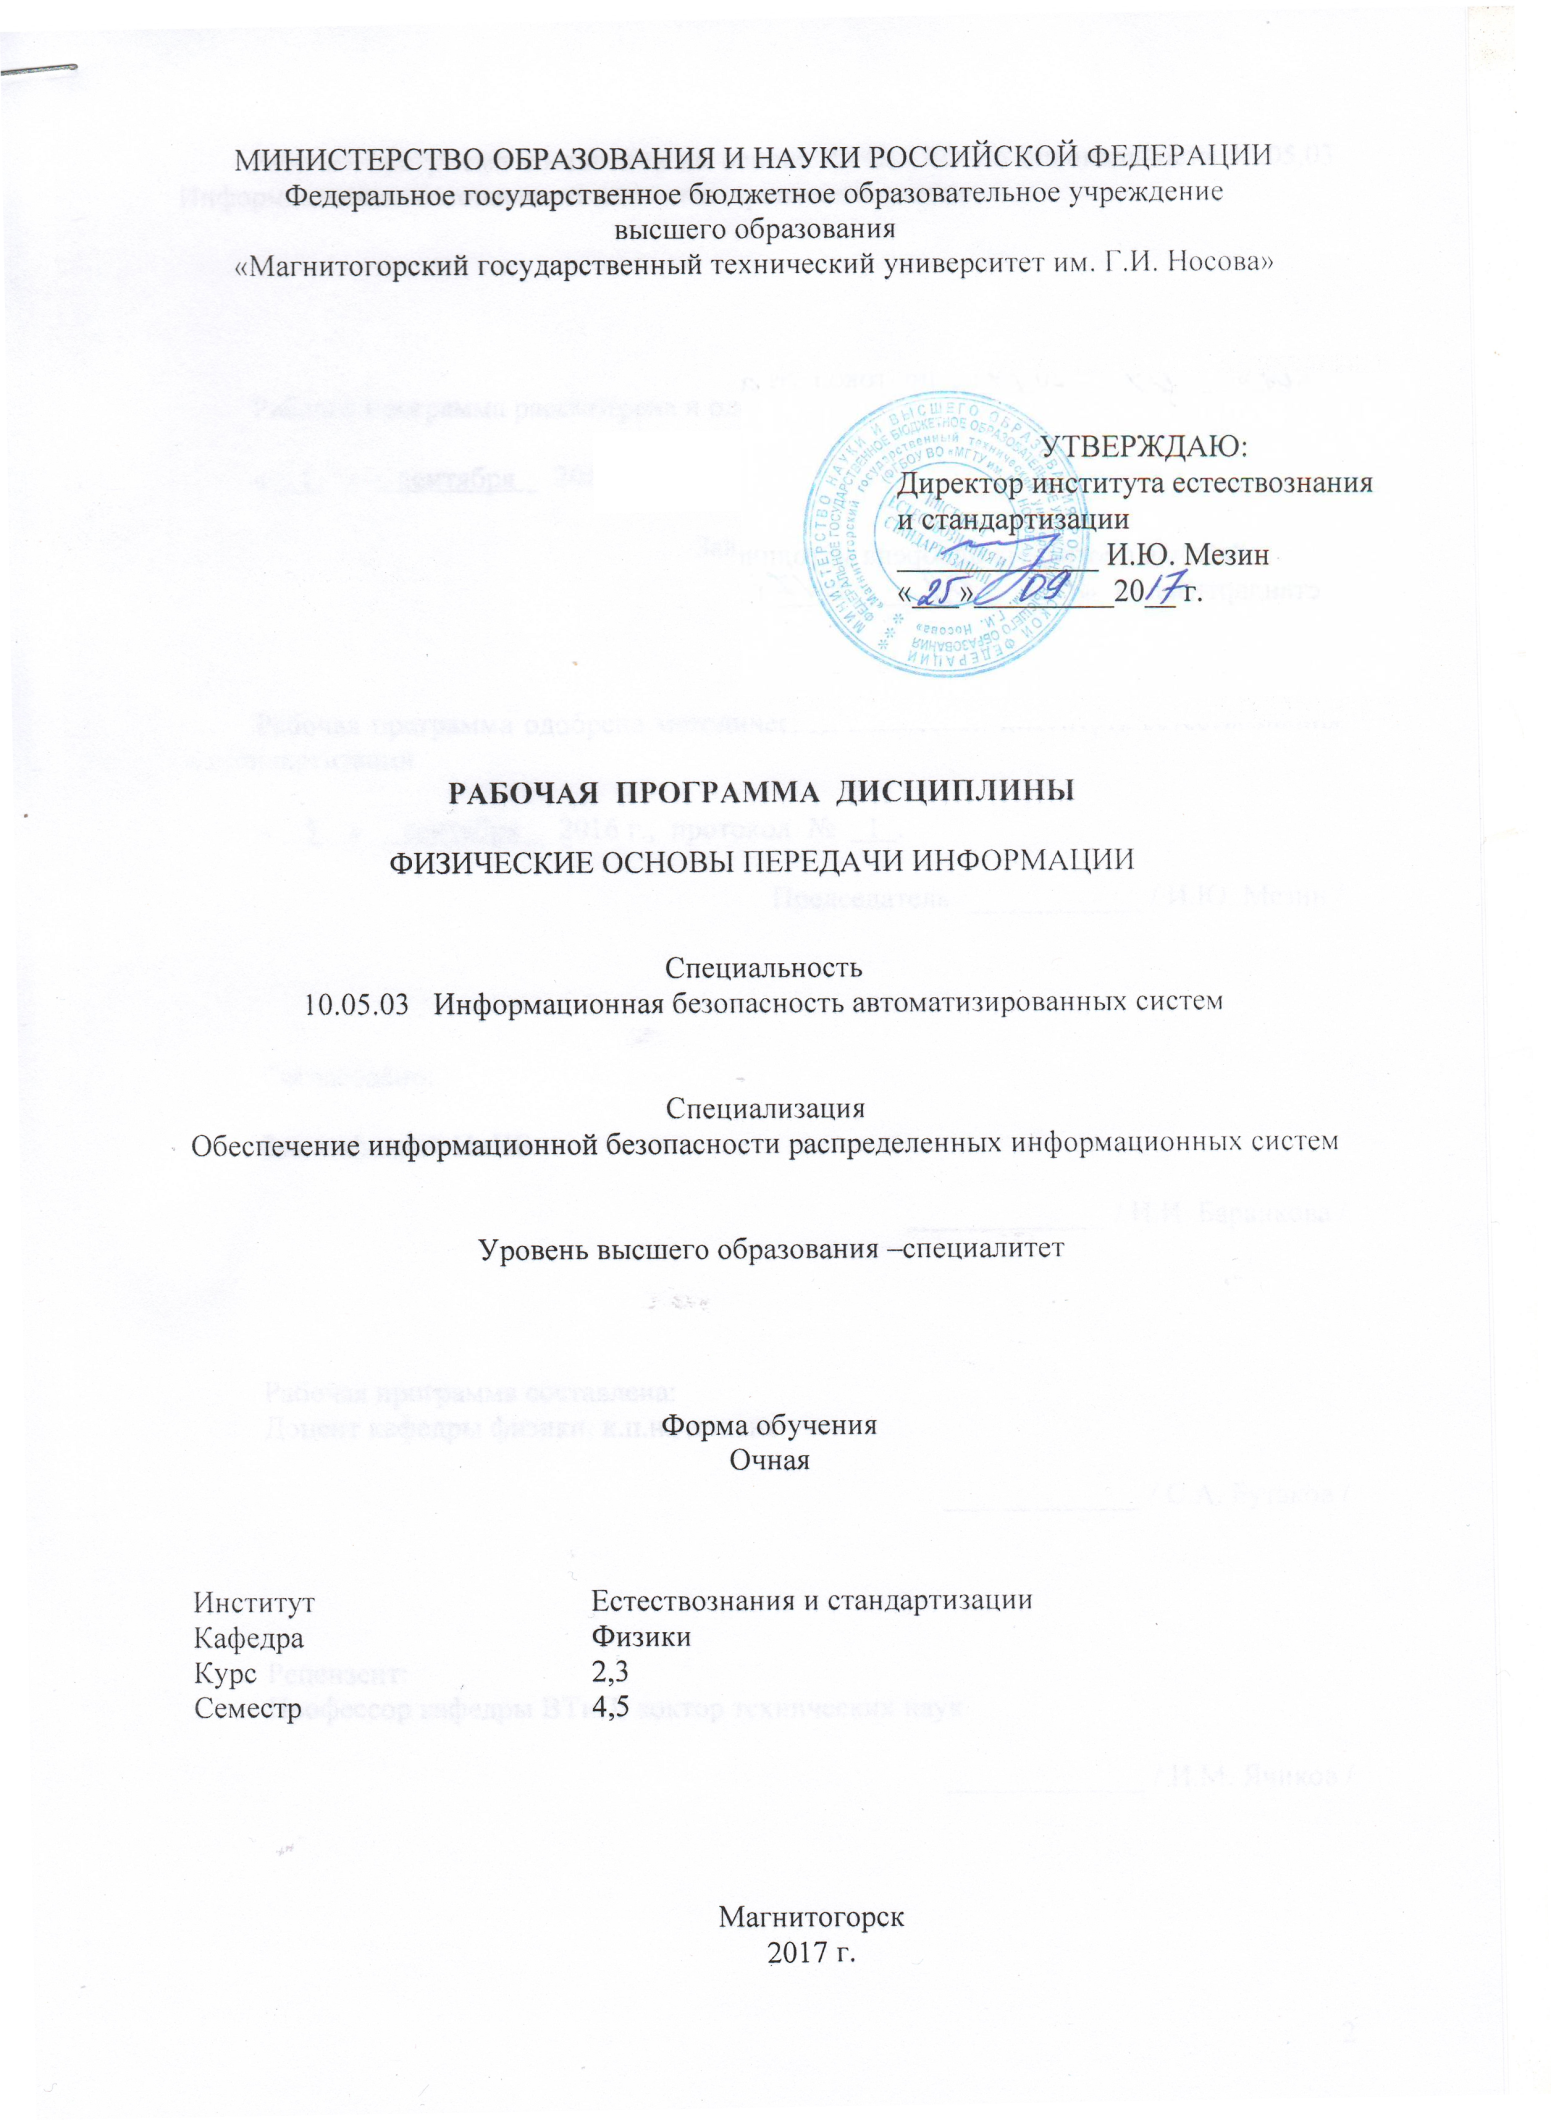 МИНИСТЕРСТВО ОБРАЗОВАНИЯ И НАУКИ РОССИЙСКОЙ ФЕДЕРАЦИИ
Федеральное государственное бюджетное образовательное учреждение
высшего образования
«Магнитогорский государственный технический университет им. Г.И. Носова»
УТВЕРЖДАЮ:
Директор института естествознания
и стандартизации
И.Ю. Мезин
«25» 09 2017 г.
РАБОЧАЯ ПРОГРАММА ДИСЦИПЛИНЫ
ФИЗИЧЕСКИЕ ОСНОВЫ ПЕРЕДАЧИ ИНФОРМАЦИИ
Специальность
10.05.03 Информационная безопасность автоматизированных систем
Специализация
Обеспечение информационной безопасности распределенных информационных систем
Уровень высшего образования –специалитет
Форма обучения
Очная
Институт Естествознания и стандартизации
Кафедра Физики
Курс 2,3
Семестр 4,5
Магнитогорск
2017 г.